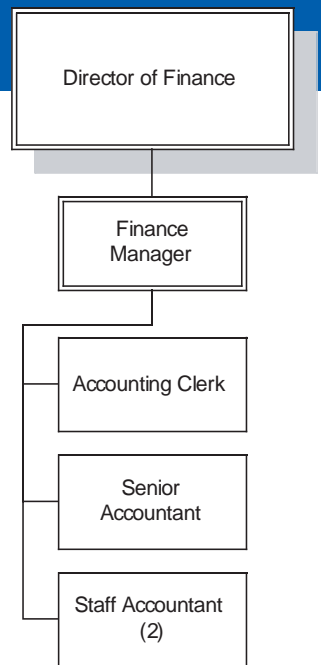 Director of Finance
Finance
Manager
Accounting Clerk
Senior
Accountant
Staff Accountant
(2)